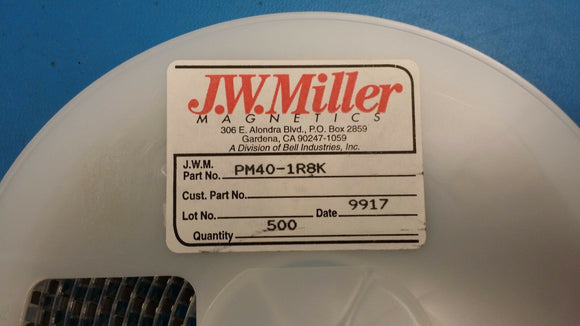 J.W.Miller
MAGNETICS
306 E. Alondra Blvd., P.O. Box 2859
Gardena, CA 90247-1059
A Division of Bell Industries, Inc.
J.W.M.
Part No. PM40-1R8K
Cust. Part No.
Lot No. Date 9917
Quantity 500